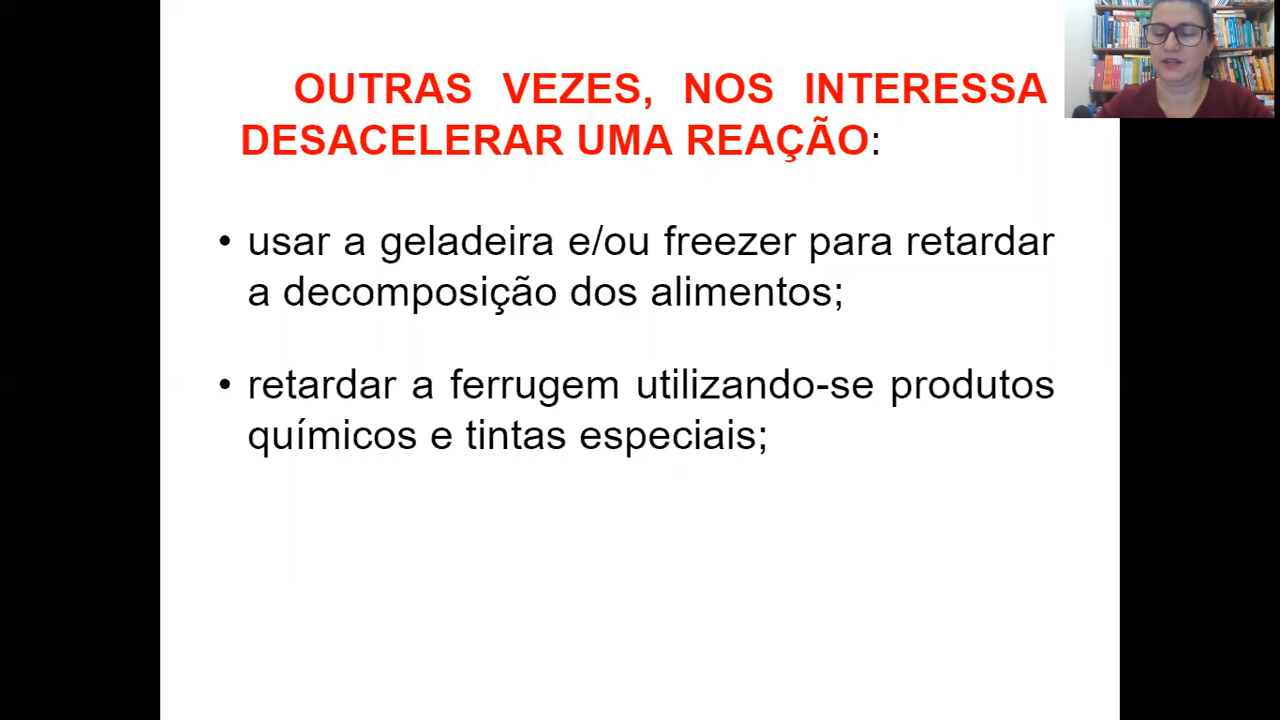 OUTRAS VEZES, NOS INTERESSA
DESACELERAR UMA REAÇÃO:
• usar a geladeira e/ou freezer para retardar
a decomposição dos alimentos;
• retardar a ferrugem utilizando-se produtos
químicos e tintas especiais;